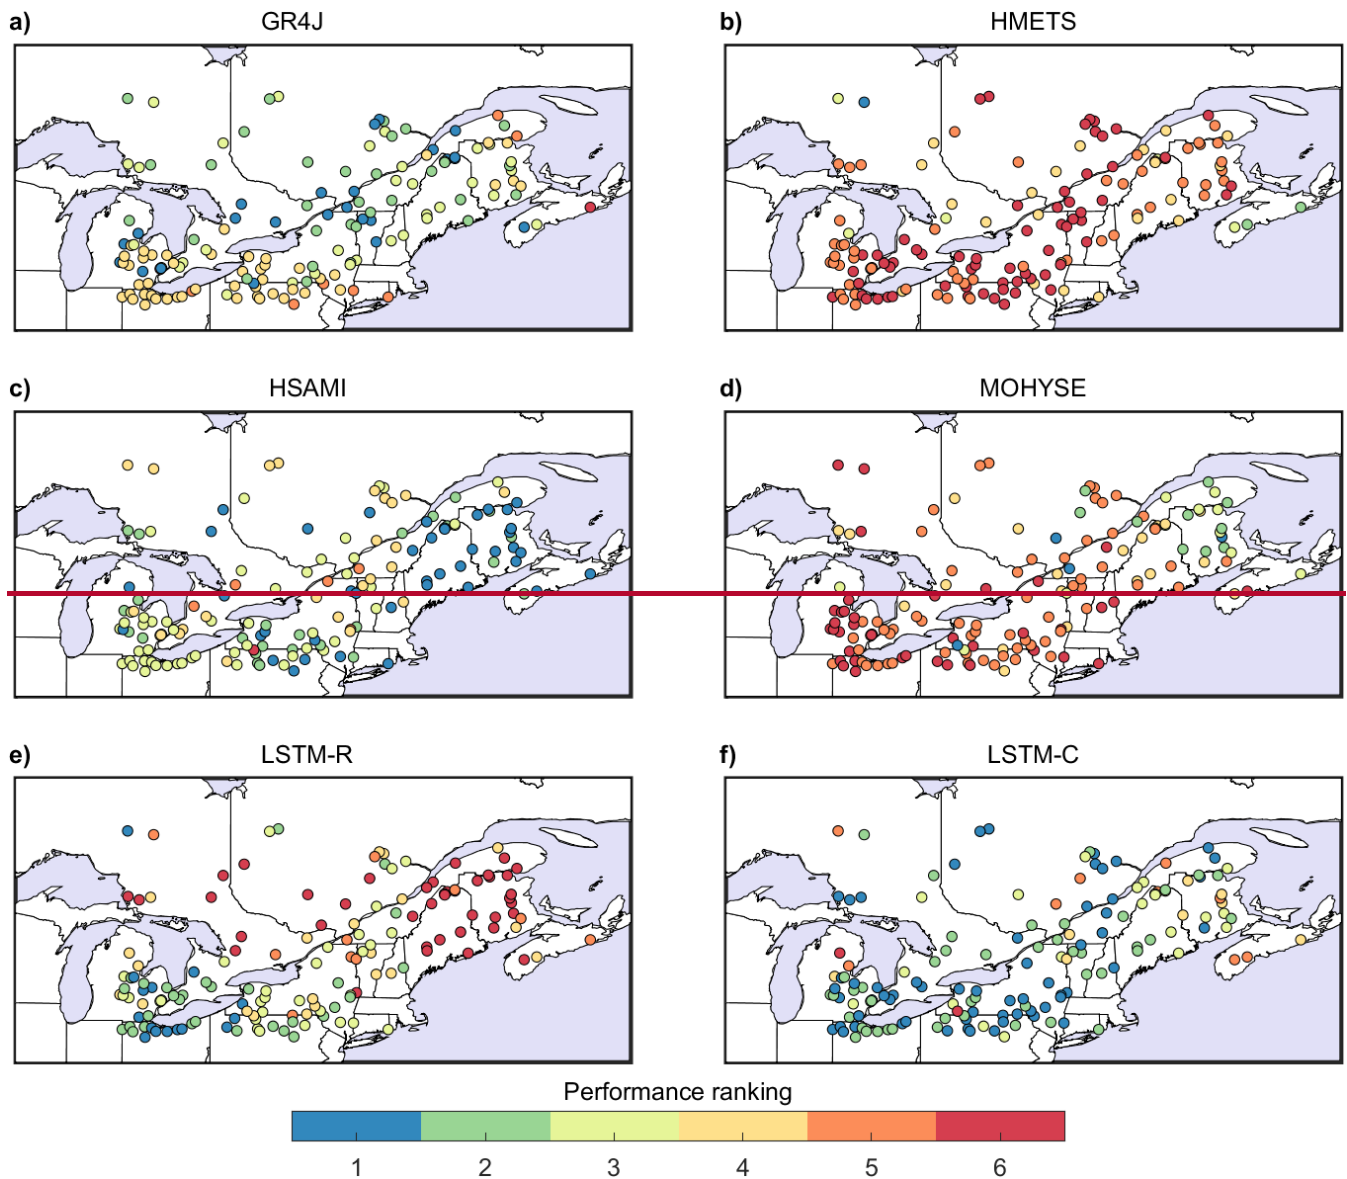 a) GR4J
b) HMETS
c) HSAMI
d) MOHYSE
e) LSTM-R
f) LSTM-C
Performance ranking
1 2 3 4 5 6